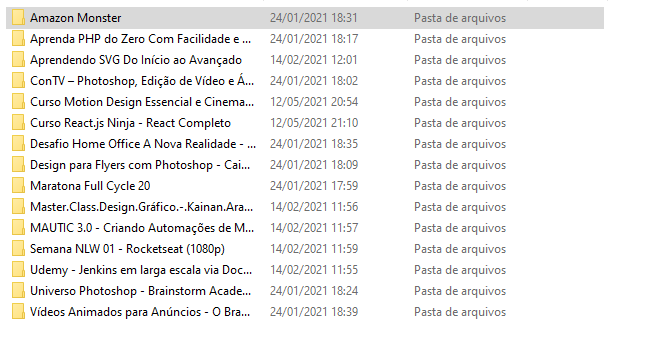 Amazon Monster 24/01/2021 18:31 Pasta de arquivos
Aprenda PHP do Zero Com Facilidade e ... 24/01/2021 18:17 Pasta de arquivos
Aprendendo SVG Do Início ao Avançado 14/02/2021 12:01 Pasta de arquivos
ConTV – Photoshop, Edição de Vídeo e Á... 24/01/2021 18:02 Pasta de arquivos
Curso Motion Design Essencial e Cinema... 12/05/2021 20:54 Pasta de arquivos
Curso React.js Ninja - React Completo 12/05/2021 21:10 Pasta de arquivos
Desafio Home Office A Nova Realidade - ... 24/01/2021 18:35 Pasta de arquivos
Design para Flyers com Photoshop - Cai... 24/01/2021 18:09 Pasta de arquivos
Maratona Full Cycle 20 24/01/2021 17:59 Pasta de arquivos
Master.Class.Design.Gráfico.-.Kainan.Ara... 14/02/2021 11:56 Pasta de arquivos
MAUTIC 3.0 - Criando Automações de M... 14/02/2021 11:57 Pasta de arquivos
Semana NLW 01 - Rocketseat (1080p) 14/02/2021 11:59 Pasta de arquivos
Udemy - Jenkins em larga escala via Doc... 14/02/2021 11:55 Pasta de arquivos
Universo Photoshop - Brainstorm Acade... 24/01/2021 18:24 Pasta de arquivos
Vídeos Animados para Anúncios - O Bra... 24/01/2021 18:39 Pasta de arquivos